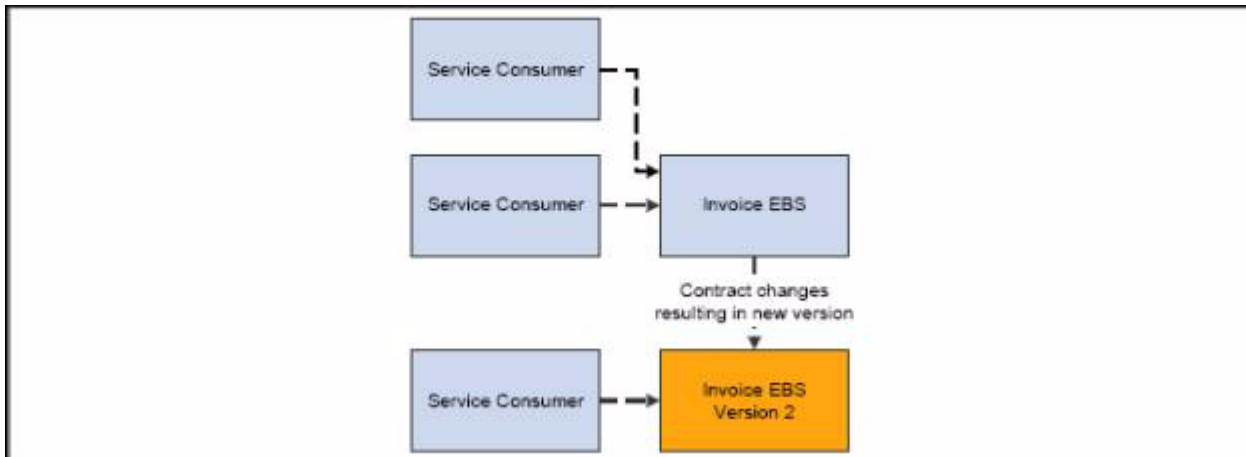 Service Consumer
Service Consumer
Invoice EBS
Contract changes
resulting in new version
Service Consumer
Invoice EBS
Version 2